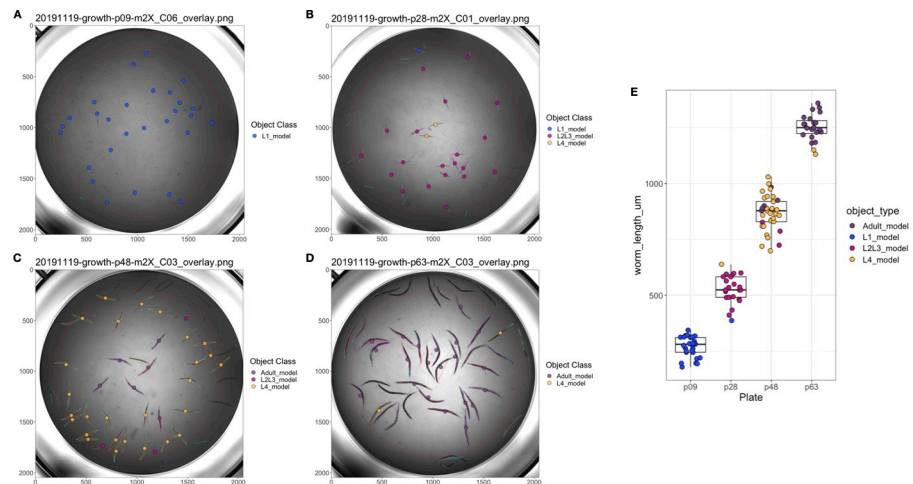 A
20191119-growth-p09-m2X_C06_overlay.png
0
500
1000
1500
2000
0
500
1000
1500
2000
Object Class
L1_model
B
20191119-growth-p28-m2X_C01_overlay.png
0
500
1000
1500
2000
0
500
1000
1500
2000
Object Class
L1_model
L2L3_model
L4_model
C
20191119-growth-p48-m2X_C03_overlay.png
0
500
1000
1500
2000
0
500
1000
1500
2000
Object Class
Adult_model
L2L3_model
L4_model
D
20191119-growth-p63-m2X_C03_overlay.png
0
500
1000
1500
2000
0
500
1000
1500
2000
Object Class
Adult_model
L4_model
E
worm_length_um
1000
500
p09
p28
p48
p63
Plate
object_type
Adult_model
L1_model
L2L3_model
L4_model